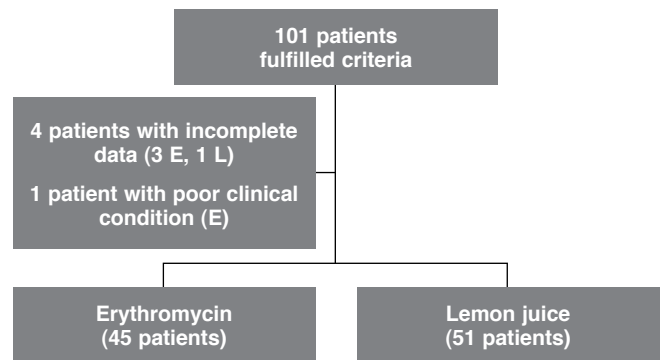 101 patients
fulfilled criteria
4 patients with incomplete
data (3 E, 1 L)
1 patient with poor clinical
condition (E)
Erythromycin
(45 patients)
Lemon juice
(51 patients)